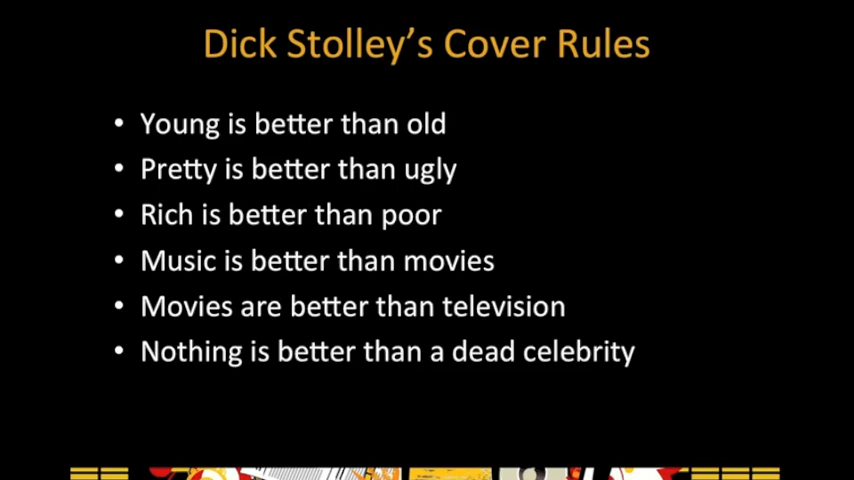 Dick Stolley’s Cover Rules
• Young is better than old
• Pretty is better than ugly
• Rich is better than poor
• Music is better than movies
• Movies are better than television
• Nothing is better than a dead celebrity